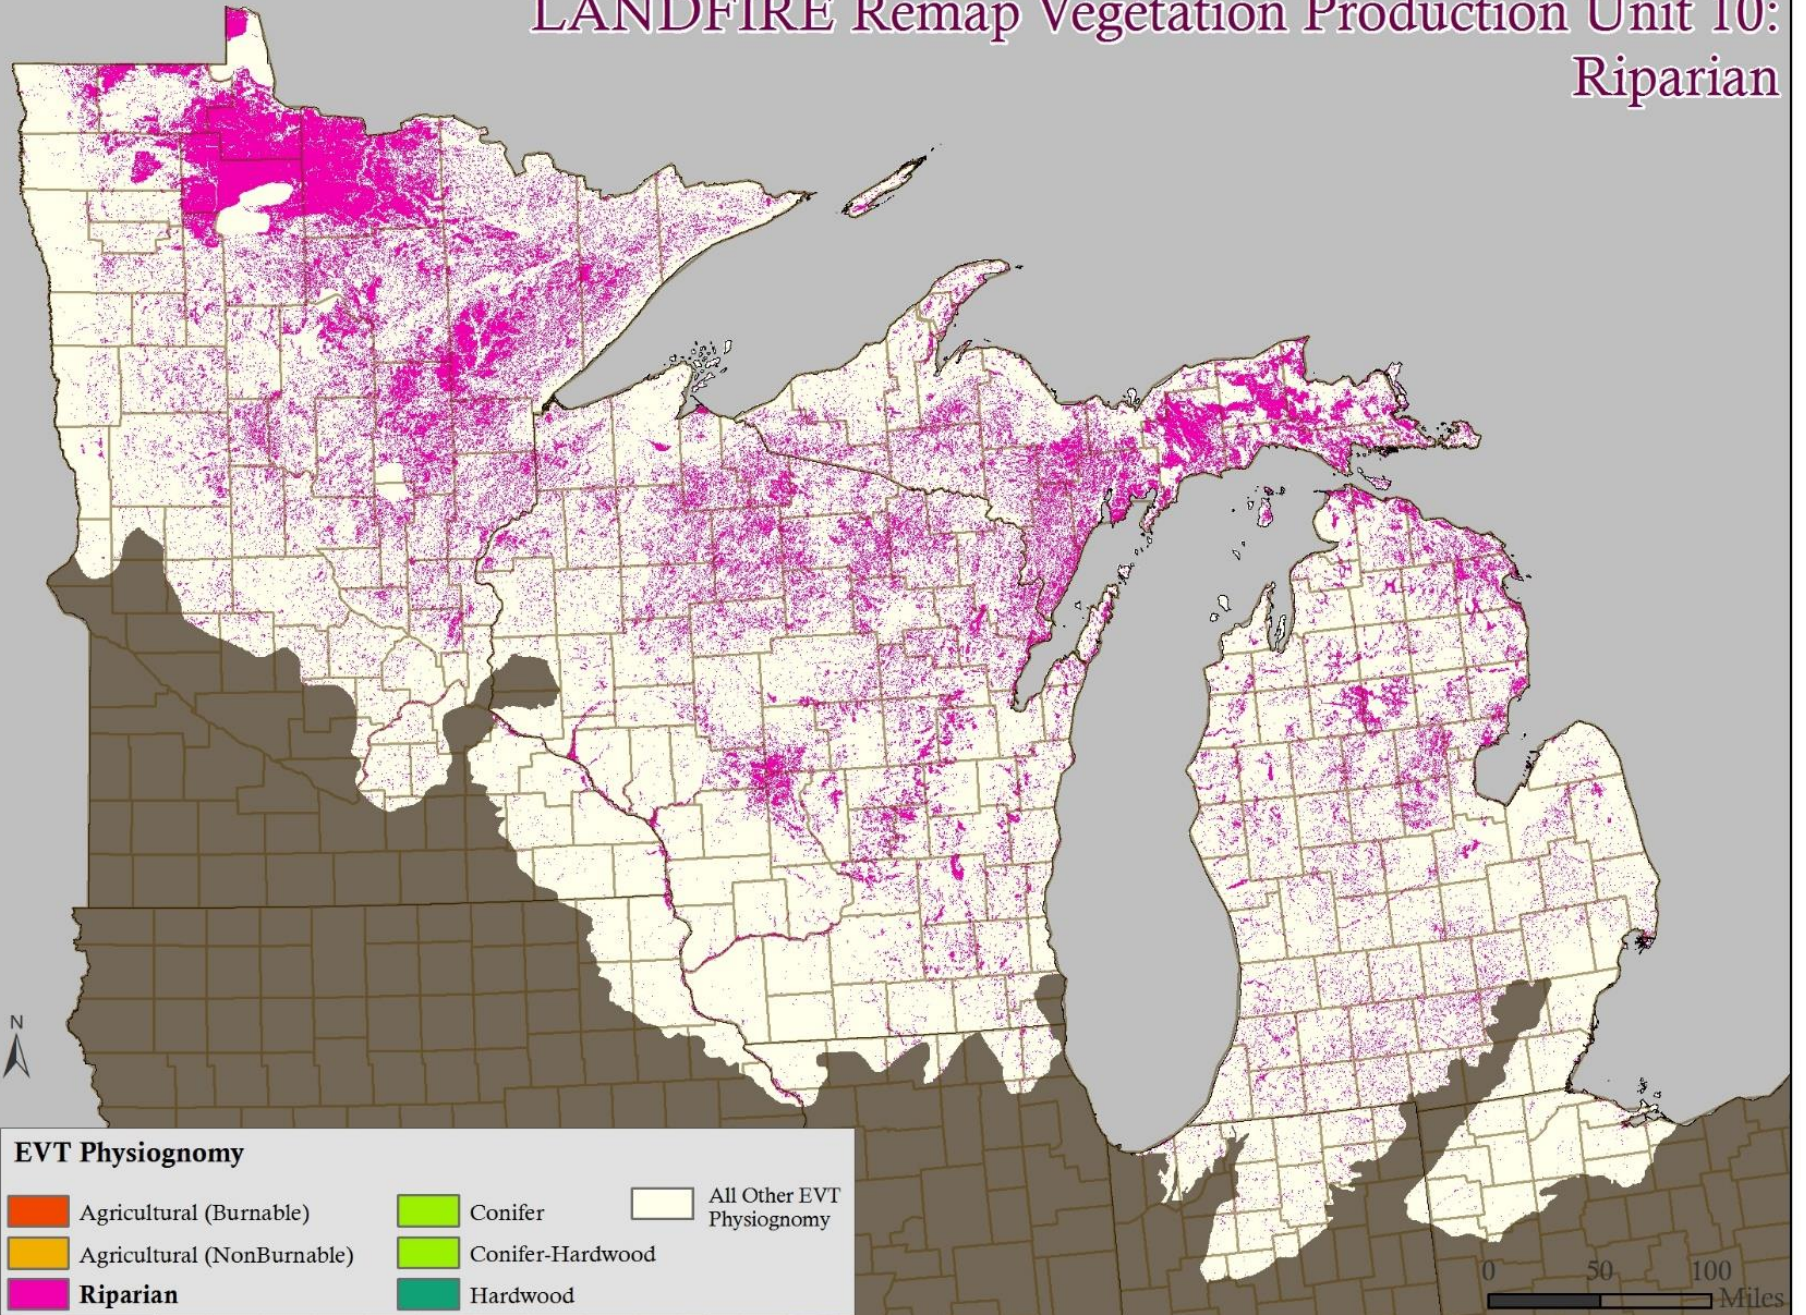 LANDFIRE Remap Vegetation Production Unit 10:
Riparian
N
EVT Physiognomy
Agricultural (Burnable)
Agricultural (NonBurnable)
Riparian
Conifer
Conifer-Hardwood
Hardwood
All Other EVT
Physiognomy
0 50 100
Miles